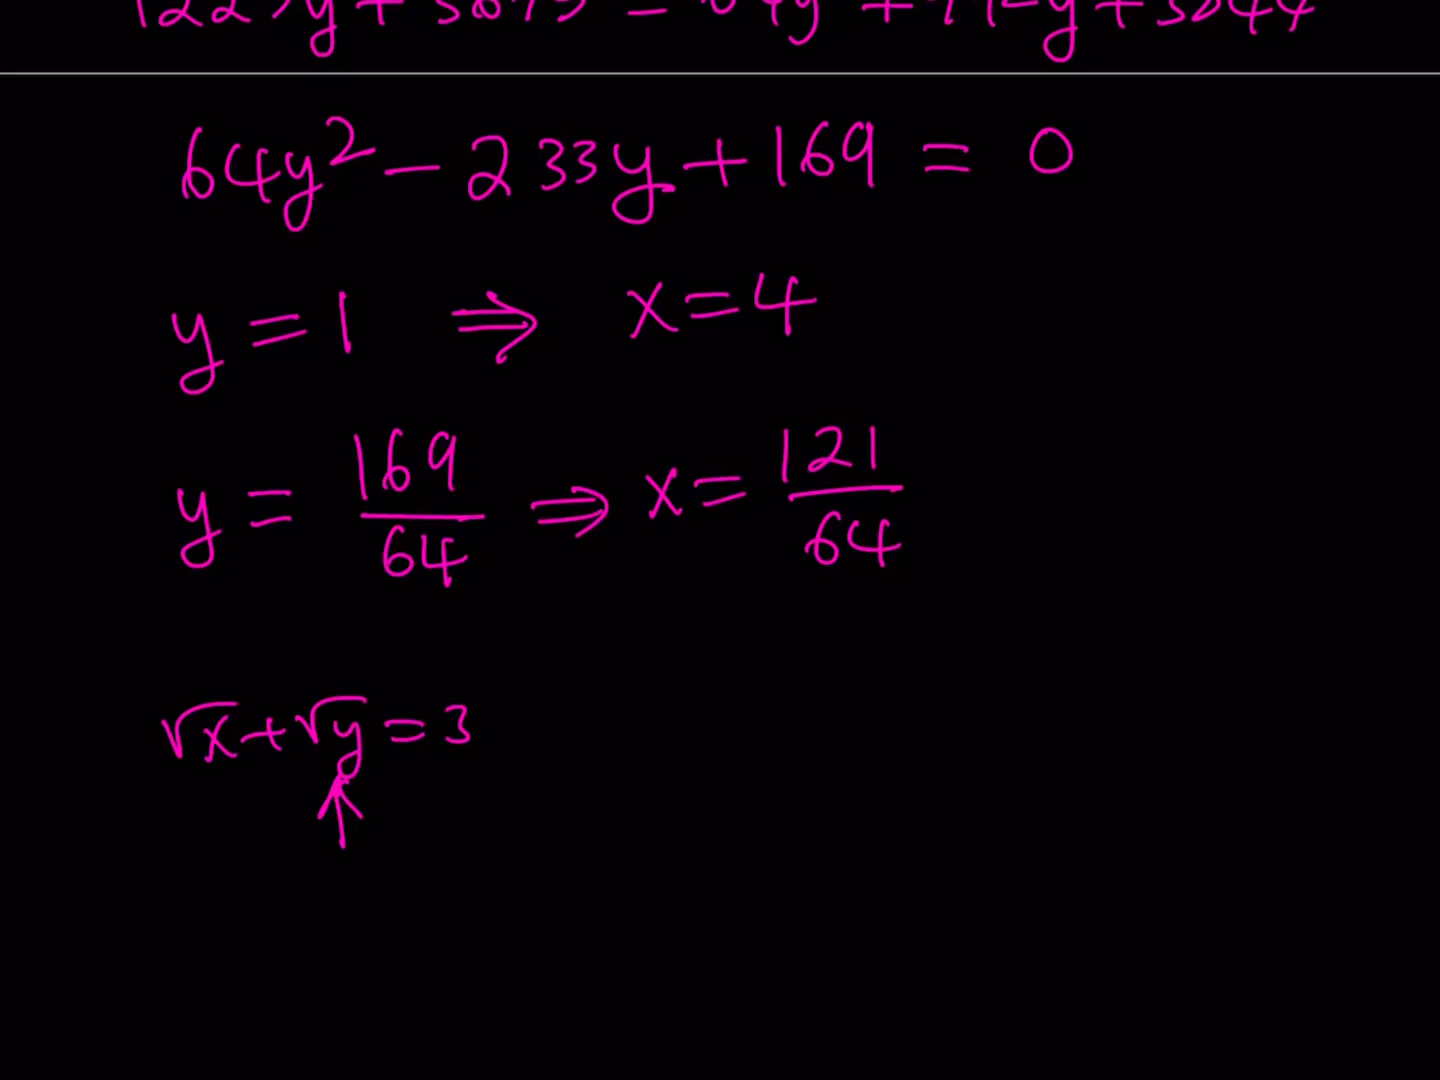 64y² - 233y + 169 = 0
y = 1 ⇒ x = 4
y = 169/64 ⇒ x = 121/64
√x + √y = 3
↑